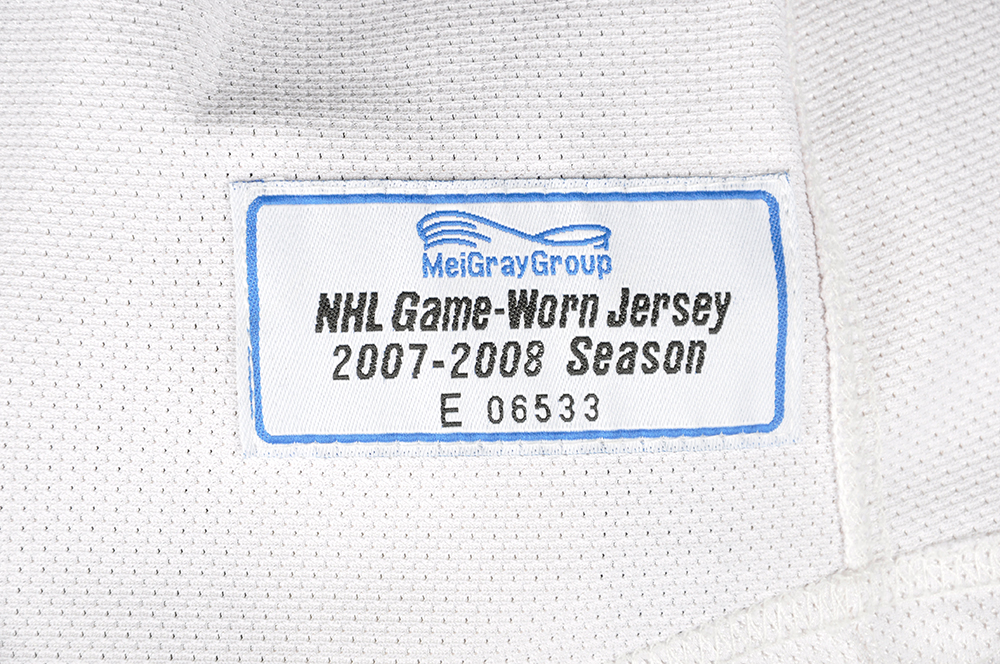 MeiGrayGroup
NHL Game-Worn Jersey
2007-2008 Season
E 06533